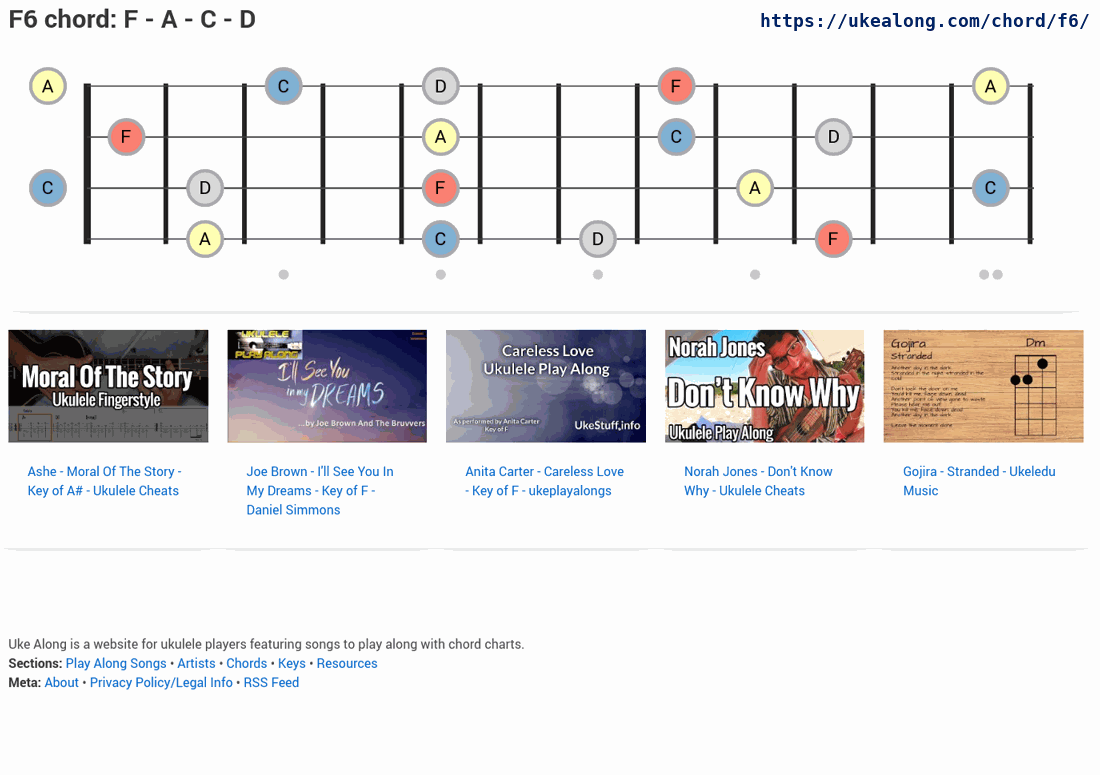 F6 chord: F - A - C - D
https://ukealong.com/chord/f6/
A C D F A
F A C D
C D F A C
A C D F
Moral Of The Story
Ukulele Fingerstyle
UKULELE
PLAY ALONG
I'll See You
in my DREAMS
...by Joe Brown And The Bruvvers
Careless Love
Ukulele Play Along
As performed by Anita Carter
Key of F
UkeStuff.info
Norah Jones
Don't Know Why
Ukulele Play Along
Gojira
Stranded
Dm
Another day in the dark
Ashe - Moral Of The Story -
Key of A# - Ukulele Cheats
Joe Brown - I'll See You In
My Dreams - Key of F -
Daniel Simmons
Anita Carter - Careless Love
- Key of F - ukeplayalongs
Norah Jones - Don't Know
Why - Ukulele Cheats
Gojira - Stranded - Ukeledu
Music
Uke Along is a website for ukulele players featuring songs to play along with chord charts.
Sections: Play Along Songs • Artists • Chords • Keys • Resources
Meta: About • Privacy Policy/Legal Info • RSS Feed